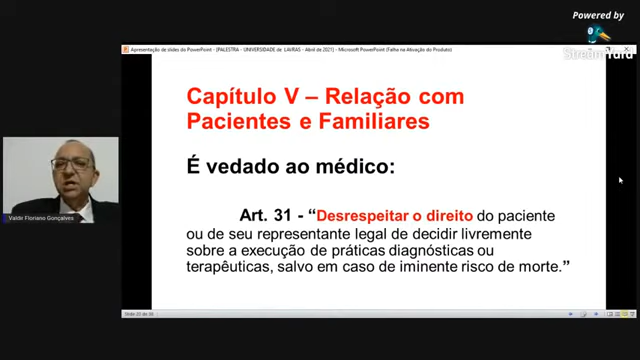 Powered by
StreamYard
Apresentação de slides do PowerPoint - [PALESTRA - UNIVERSIDADE de LAVRAS - Abril de 2021] - Microsoft PowerPoint (Falha na Ativação do Produto)
Capítulo V – Relação com
Pacientes e Familiares
É vedado ao médico:
Art. 31 - “Desrespeitar o direito do paciente
ou de seu representante legal de decidir livremente
sobre a execução de práticas diagnósticas ou
terapêuticas, salvo em caso de iminente risco de morte.”
Valdir Floriano Gonçalves